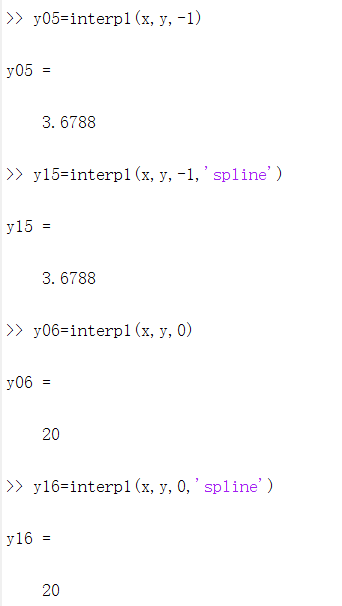 >> y05=interp1(x,y,-1)
y05 =
3.6788
>> y15=interp1(x,y,-1,'spline')
y15 =
3.6788
>> y06=interp1(x,y,0)
y06 =
20
>> y16=interp1(x,y,0,'spline')
y16 =
20